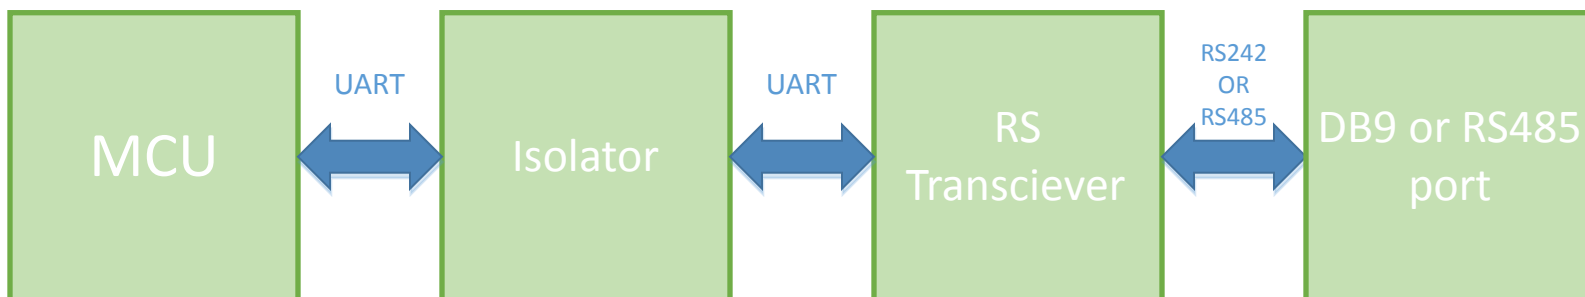 MCU
UART
Isolator
UART
RS
Transciever
RS242
OR
RS485
DB9 or RS485
port